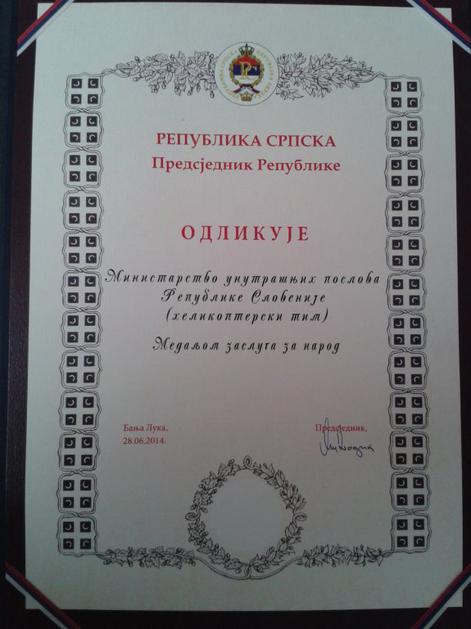 РЕПУБЛИКА СРПСКА
Предсједник Републике
ОДЛИКУЈЕ
Министарство унутрашњих послова
Републике Словеније
(хеликоптерски тим)
Медаљом заслуга за народ
Бања Лука,
28.06.2014.
Предсједник,